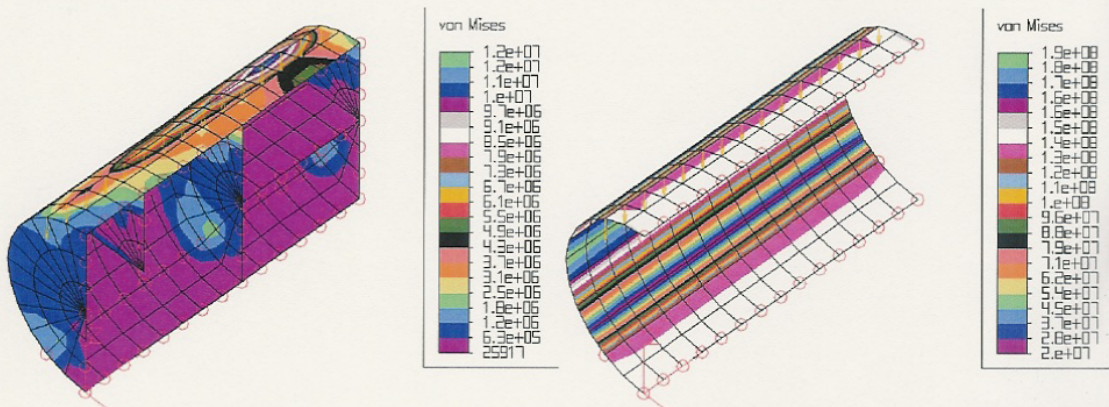 von Mises
1.2e+07
1.2e+07
1.1e+07
1.e+07
9.7e+06
9.1e+06
8.5e+06
7.9e+06
7.3e+06
6.7e+06
6.1e+06
5.5e+06
4.9e+06
4.3e+06
3.7e+06
3.1e+06
2.5e+06
1.8e+06
1.2e+06
6.3e+05
25917
von Mises
1.9e+08
1.8e+08
1.7e+08
1.6e+08
1.6e+08
1.5e+08
1.4e+08
1.3e+08
1.2e+08
1.1e+08
1.e+08
9.6e+07
8.8e+07
7.9e+07
7.1e+07
6.2e+07
5.4e+07
4.5e+07
3.7e+07
2.8e+07
2.e+07